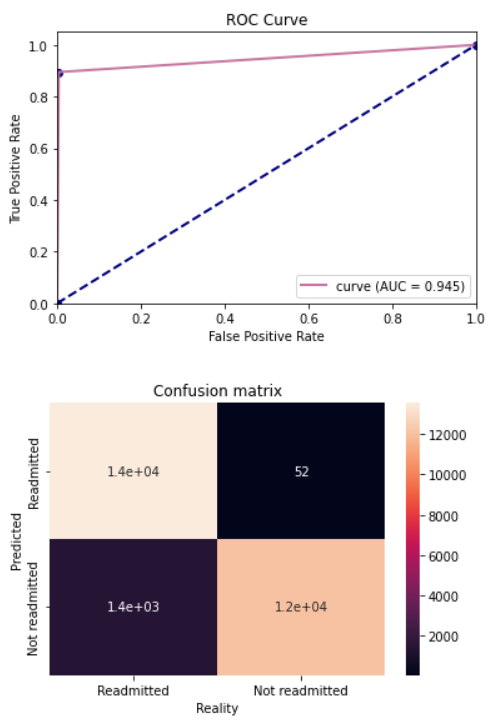 ROC Curve
1.0
0.8
0.6
0.4
0.2
0.0
True Positive Rate
curve (AUC = 0.945)
0.0 0.2 0.4 0.6 0.8 1.0
False Positive Rate
Confusion matrix
Predicted
Readmitted
1.4e+04 52
Not readmitted
1.4e+03 1.2e+04
Readmitted Not readmitted
Reality
12000
10000
8000
6000
4000
2000